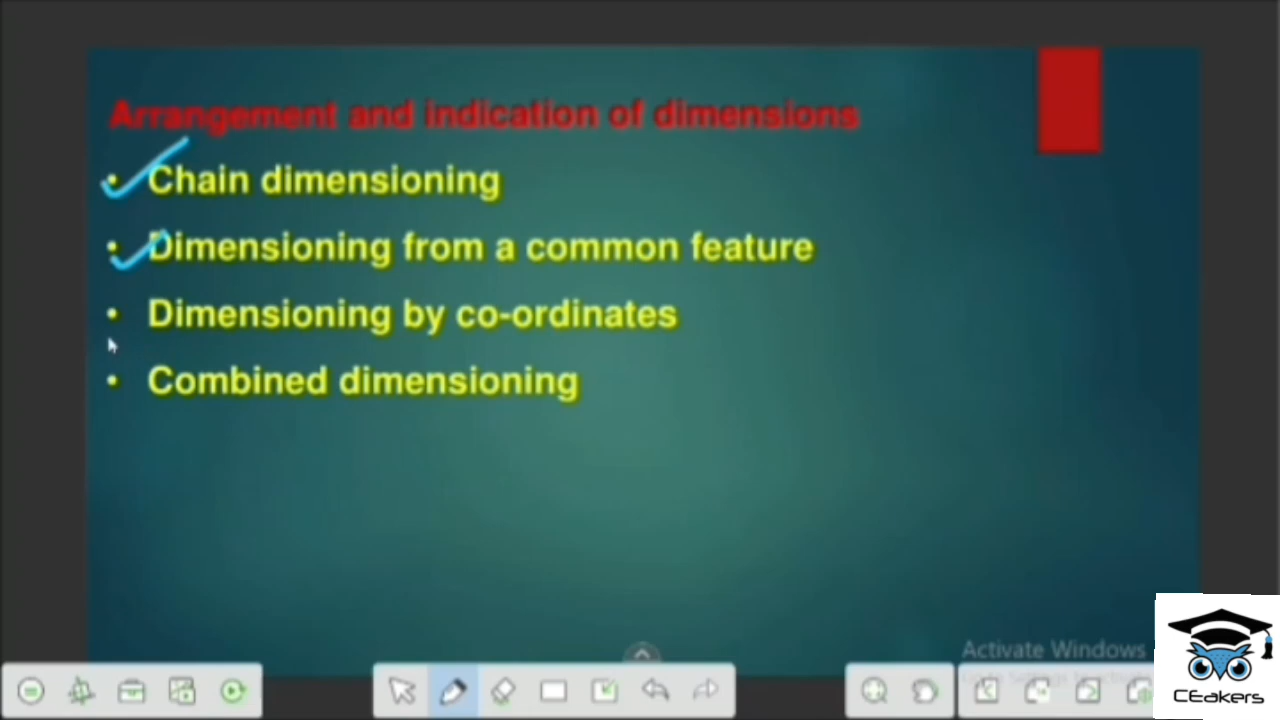 Arrangement and indication of dimensions
• Chain dimensioning
• Dimensioning from a common feature
• Dimensioning by co-ordinates
• Combined dimensioning
Activate Windows
CEakers